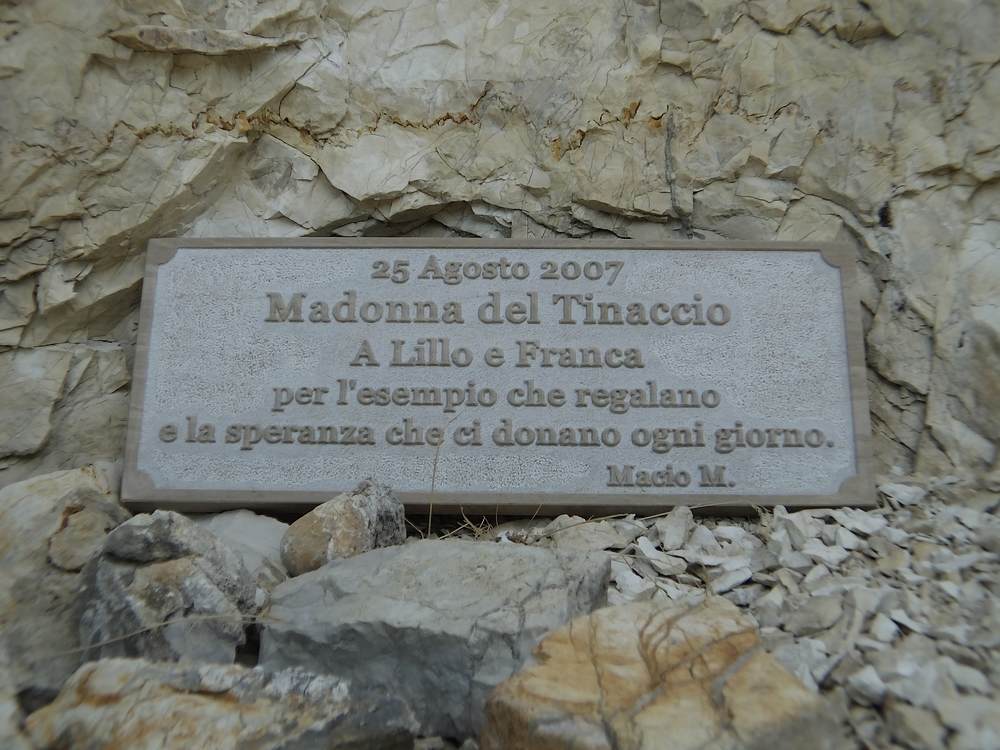 25 Agosto 2007
Madonna del Tinaccio
A Lillo e Franca
per l'esempio che regalano
e la speranza che ci donano ogni giorno.
Macio M.